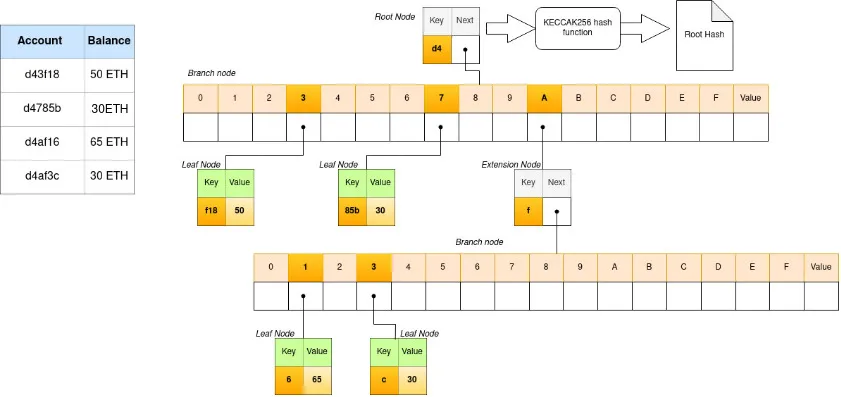 Account Balance
d43f18 50 ETH
d4785b 30ETH
d4af16 65 ETH
d4af3c 30 ETH
Root Node
Key Next
d4
KECCAK256 hash
function
Root Hash
Branch node
0 1 2 3 4 5 6 7 8 9 A B C D E F Value
Leaf Node
Key Value
f18 50
Leaf Node
Key Value
85b 30
Extension Node
Key Next
f
Branch node
0 1 2 3 4 5 6 7 8 9 A B C D E F Value
Leaf Node
Key Value
6 65
Leaf Node
Key Value
c 30